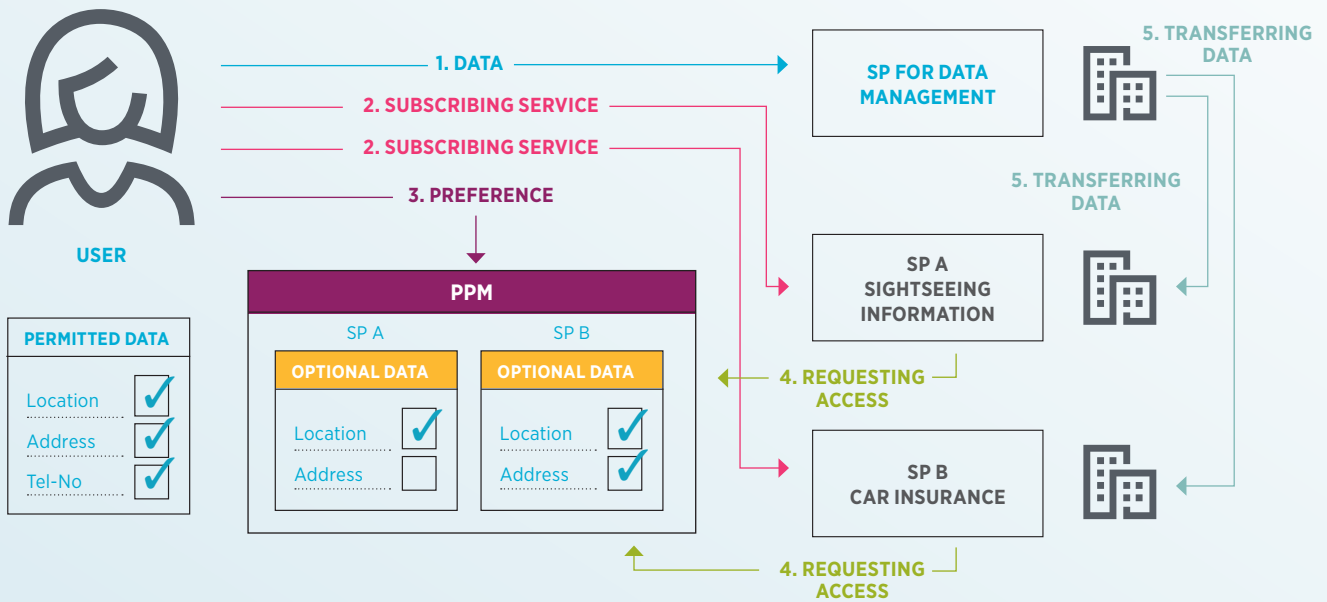 1. DATA
2. SUBSCRIBING SERVICE
2. SUBSCRIBING SERVICE
3. PREFERENCE
USER
SP FOR DATA
MANAGEMENT
5. TRANSFERRING
DATA
5. TRANSFERRING
DATA
SP A
SIGHTSEEING
INFORMATION
4. REQUESTING
ACCESS
SP B
CAR INSURANCE
4. REQUESTING
ACCESS
PERMITTED DATA
Location
Address
Tel-No
PPM
SP A
OPTIONAL DATA
Location
Address
SP B
OPTIONAL DATA
Location
Address